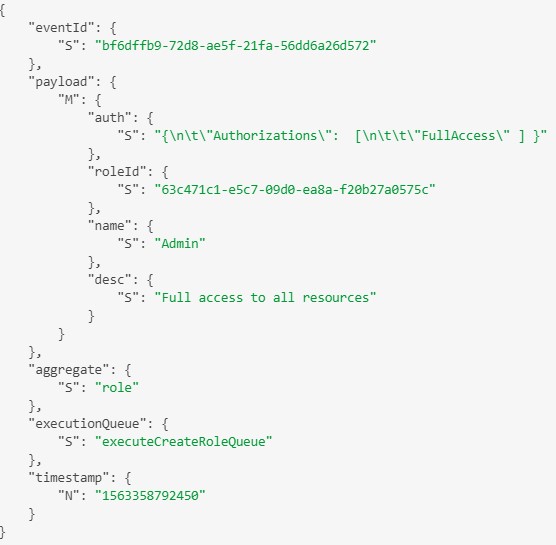 {
    "eventId": {
        "S": "bf6dffb9-72d8-ae5f-21fa-56dd6a26d572"
    },
    "payload": {
        "M": {
            "auth": {
                "S": "{\n\t\"Authorizations\":  [\n\t\t\"FullAccess\" ] }"
            },
            "roleId": {
                "S": "63c471c1-e5c7-09d0-ea8a-f20b27a0575c"
            },
            "name": {
                "S": "Admin"
            },
            "desc": {
                "S": "Full access to all resources"
            }
        }
    },
    "aggregate": {
        "S": "role"
    },
    "executionQueue": {
        "S": "executeCreateRoleQueue"
    },
    "timestamp": {
        "N": "1563358792450"
    }
}